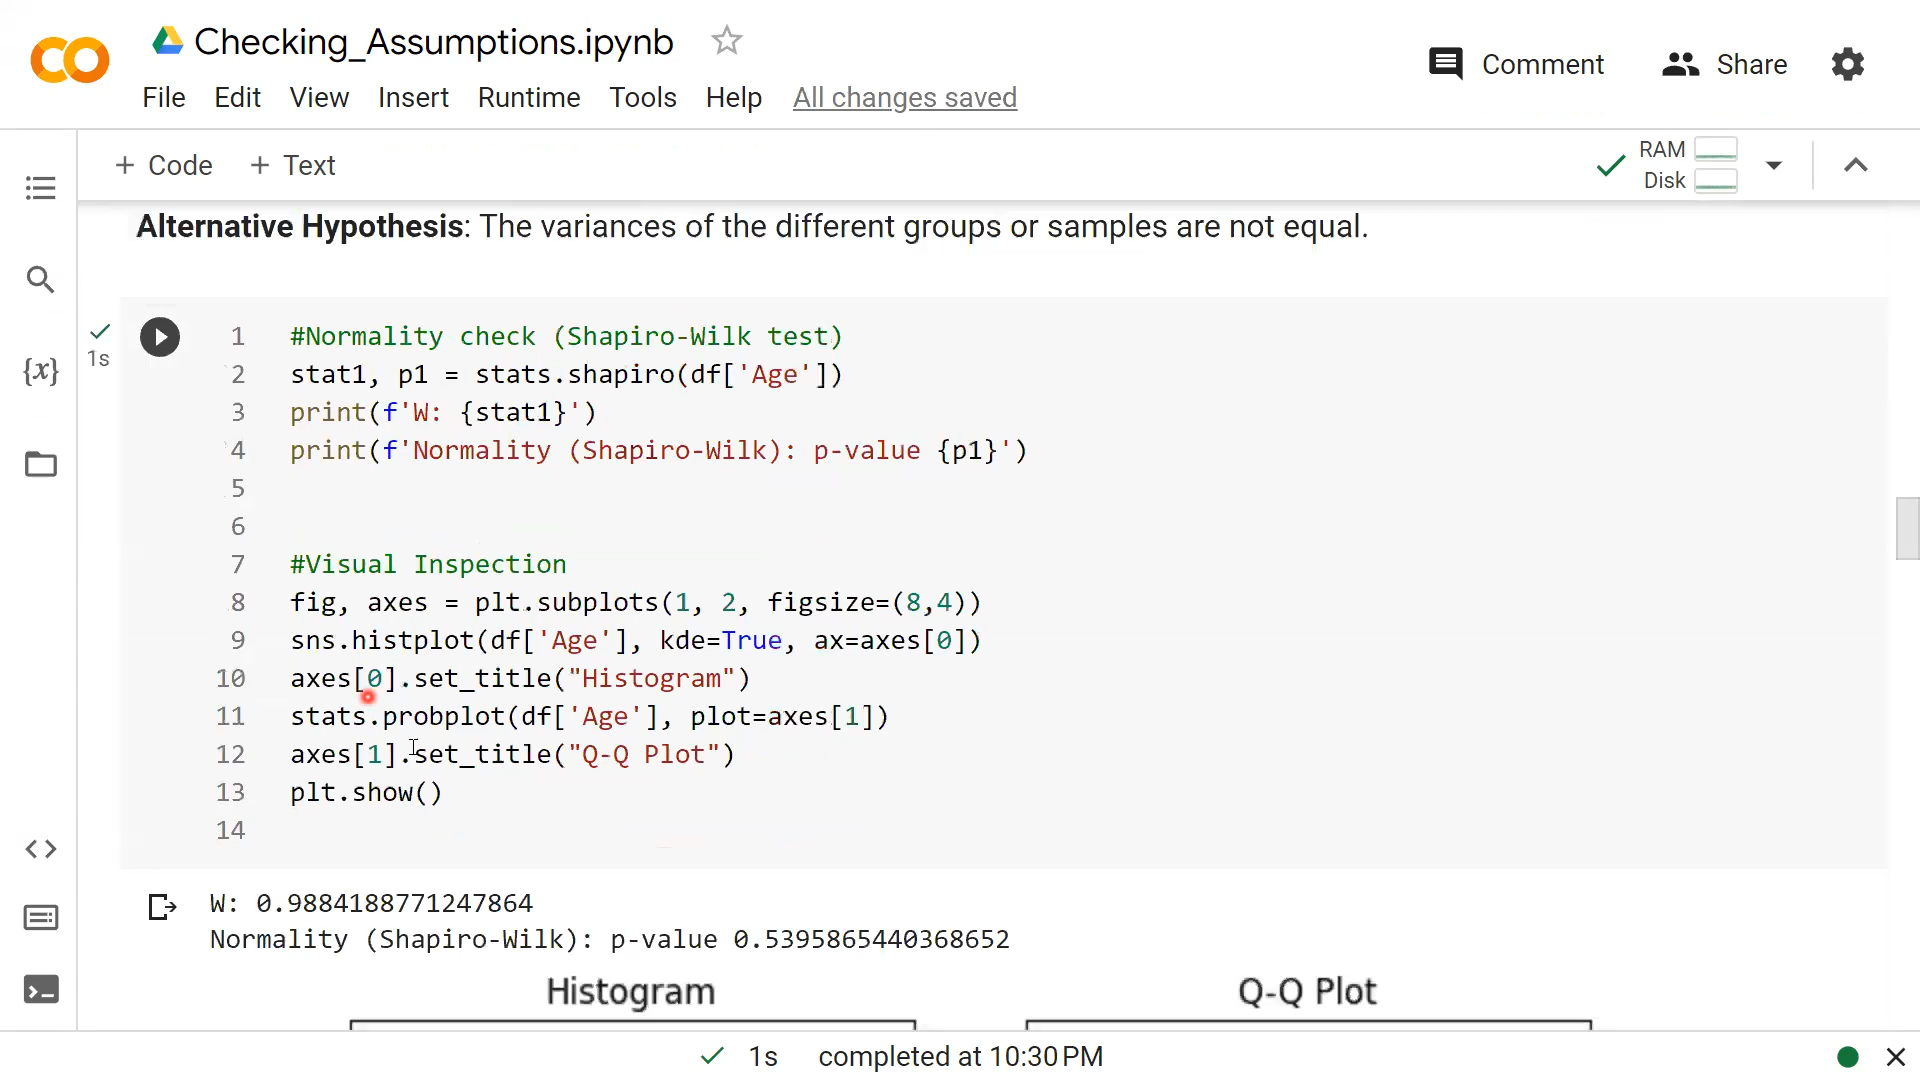 Checking_Assumptions.ipynb
Comment
Share
File Edit View Insert Runtime Tools Help All changes saved
+ Code + Text
RAM
Disk
Alternative Hypothesis: The variances of the different groups or samples are not equal.
1s
1 #Normality check (Shapiro-Wilk test)
2 stat1, p1 = stats.shapiro(df['Age'])
3 print(f'W: {stat1}')
4 print(f'Normality (Shapiro-Wilk): p-value {p1}')
5
6
7 #Visual Inspection
8 fig, axes = plt.subplots(1, 2, figsize=(8,4))
9 sns.histplot(df['Age'], kde=True, ax=axes[0])
10 axes[0].set_title("Histogram")
11 stats.probplot(df['Age'], plot=axes[1])
12 axes[1].set_title("Q-Q Plot")
13 plt.show()
14
W: 0.9884188771247864
Normality (Shapiro-Wilk): p-value 0.5395865440368652
Histogram Q-Q Plot
1s completed at 10:30 PM